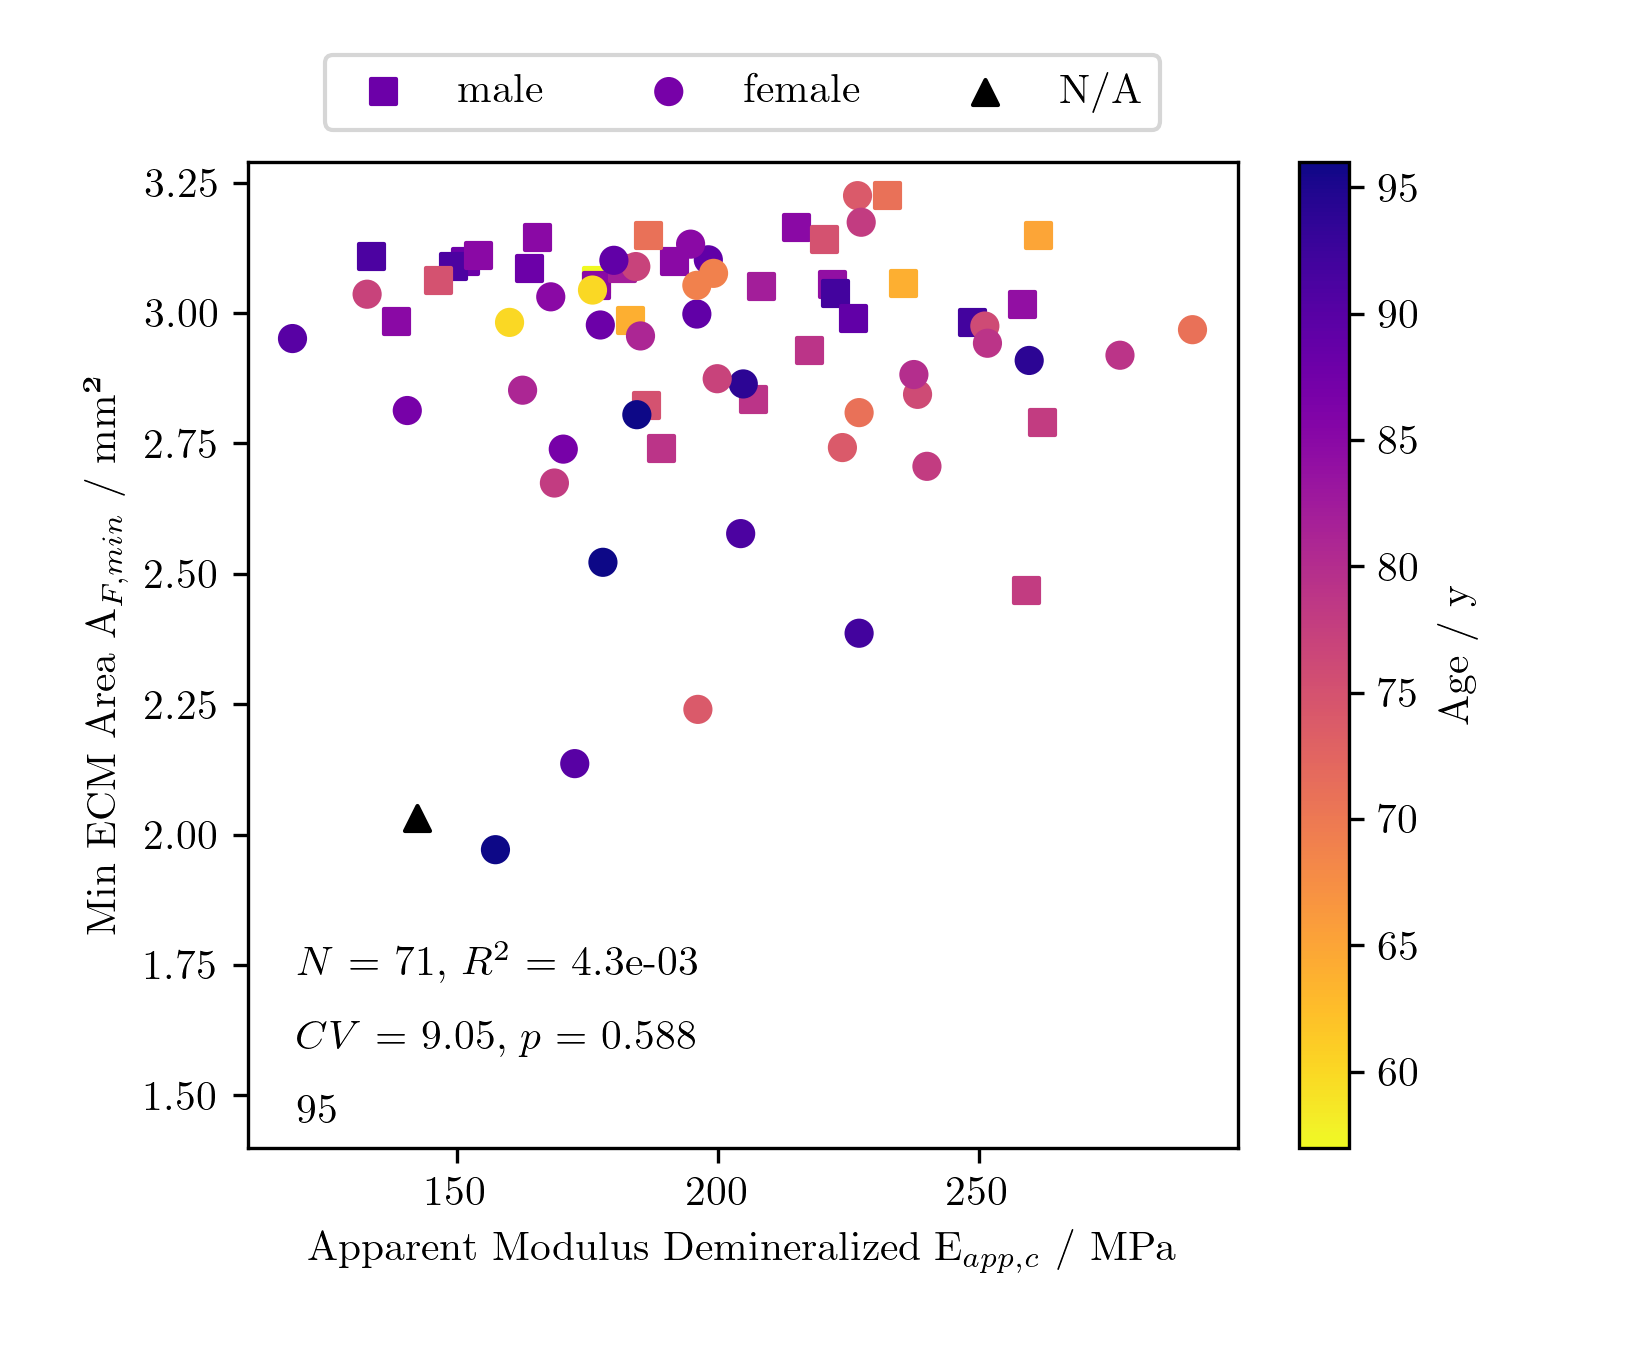 male female N/A
3.25
3.00
2.75
2.50
2.25
2.00
1.75
1.50
Min ECM Area A_{F,min} / mm²
N = 71, R² = 4.3e-03
CV = 9.05, p = 0.588
95
150 200 250
Apparent Modulus Demineralized E_{app,c} / MPa
95
90
85
80
75
70
65
60
Age / y